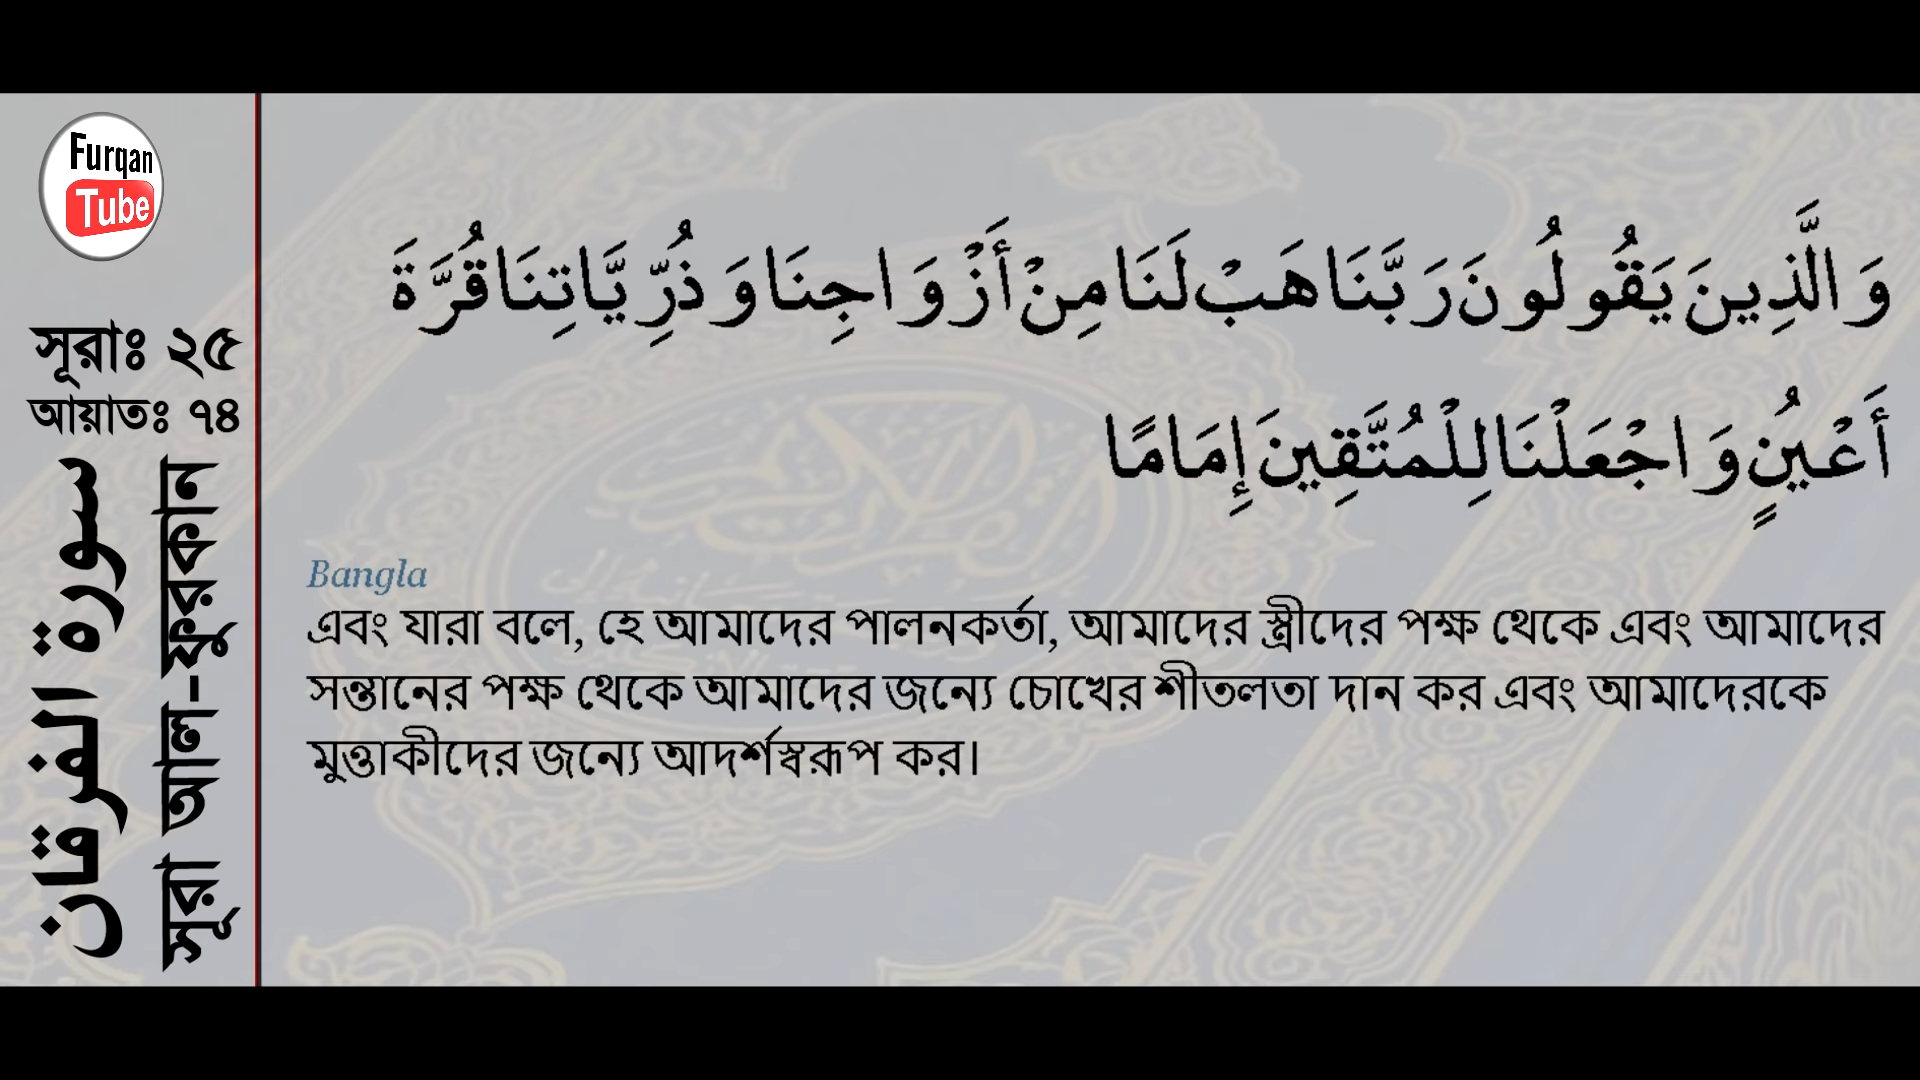 Furqan
Tube
সূরাঃ ২৫
আয়াতঃ ৭৪
سورة الفرقان
সূরা আল-ফুরকান
وَالَّذِينَ يَقُولُونَ رَبَّنَا هَبْ لَنَا مِنْ أَزْوَاجِنَا وَذُرِّيَّاتِنَا قُرَّةَ
أَعْيُنٍ وَاجْعَلْنَا لِلْمُتَّقِينَ إِمَامًا
Bangla
এবং যারা বলে, হে আমাদের পালনকর্তা, আমাদের স্ত্রীদের পক্ষ থেকে এবং আমাদের
সন্তানের পক্ষ থেকে আমাদের জন্যে চোখের শীতলতা দান কর এবং আমাদেরকে
মুত্তাকীদের জন্যে আদর্শস্বরূপ কর।